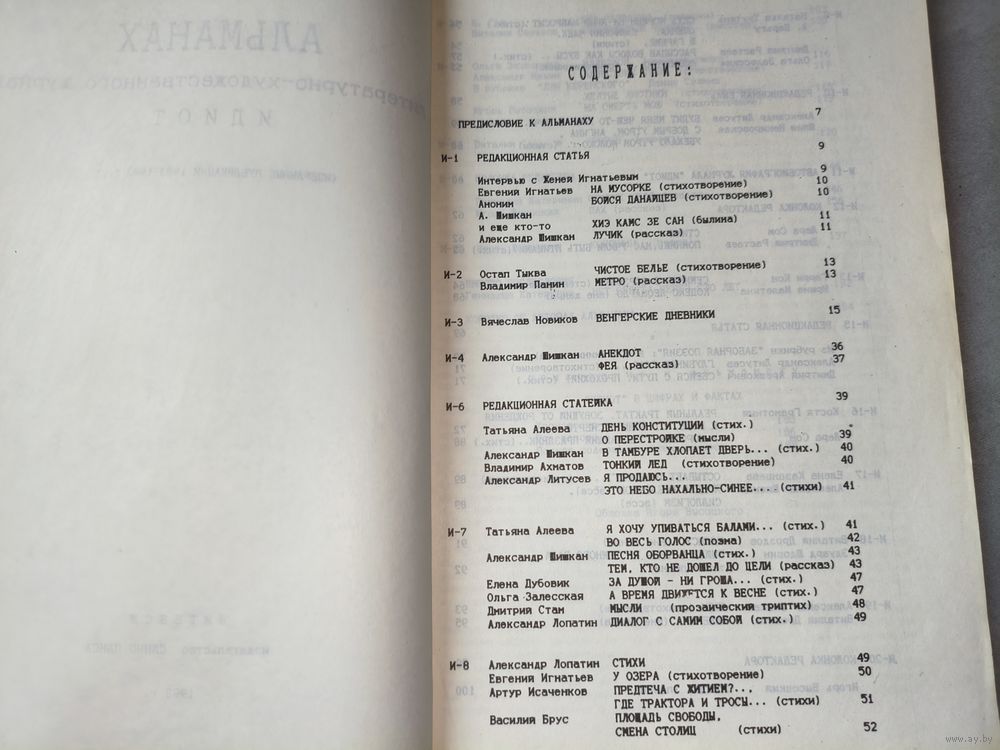 СОДЕРЖАНИЕ:
ПРЕДИСЛОВИЕ К АЛЬМАНАХУ 7
И-1 РЕДАКЦИОННАЯ СТАТЬЯ 9
Интервью с Женей Игнатьевым 9
Евгений Игнатьев НА МУСОРКЕ (стихотворение) 10
Аноним БОЙСЯ ДАНАЙЦЕВ (стихотворение) 10
А. Шишкан
и еще кто-то ХИЭ КАМС ЗЕ САН (былина) 11
Александр Шишкан ЛУЧИК (рассказ) 11
И-2 Остап Тыква ЧИСТОЕ БЕЛЬЕ (стихотворение) 13
Владимир Панин МЕТРО (рассказ) 13
И-3 Вячеслав Новиков ВЕНГЕРСКИЕ ДНЕВНИКИ 15
И-4 Александр Шишкан АНЕКДОТ 36
ФЕЯ (рассказ) 37
И-6 РЕДАКЦИОННАЯ СТАТЕЙКА 39
Татьяна Алеева ДЕНЬ КОНСТИТУЦИИ (стих.)
О ПЕРЕСТРОЙКЕ (мысли) 39
Александр Шишкан В ТАМБУРЕ ХЛОПАЕТ ДВЕРЬ... (стих.) 40
Владимир Ахматов ТОНКИЙ ЛЕД (стихотворение) 40
Александр Литусев Я ПРОДАЮСЬ...
ЭТО НЕБО НАХАЛЬНО-СИНЕЕ... (стихи) 41
И-7 Татьяна Алеева Я ХОЧУ УПИВАТЬСЯ БАЛАМИ... (стих.) 41
ВО ВЕСЬ ГОЛОС (поэма) 42
Александр Шишкан ПЕСНЯ ОБОРВАНЦА (стих.) 43
ТЕМ, КТО НЕ ДОШЕЛ ДО ЦЕЛИ (рассказ) 43
Елена Дубовик ЗА ДУШОЙ - НИ ГРОША... (стих.) 47
Ольга Залесская А ВРЕМЯ ДВИЖЕТСЯ К ВЕСНЕ (стих.) 47
Дмитрий Стан МЫСЛИ (прозаический триптих) 48
Александр Лопатин ДИАЛОГ С САМИМ СОБОЙ (стих.) 49
И-8 Александр Лопатин СТИХИ 49
Евгений Игнатьев У ОЗЕРА (стихотворение) 50
Артур Исаченков ПРЕДТЕЧА С ЖИТИЕМ?...
ГДЕ ТРАКТОРА И ТРОСЫ... (стихи) 51
Василий Брус ПЛОЩАДЬ СВОБОДЫ,
СМЕНА СТОЛИЦ (стихи) 52
www.ay.by